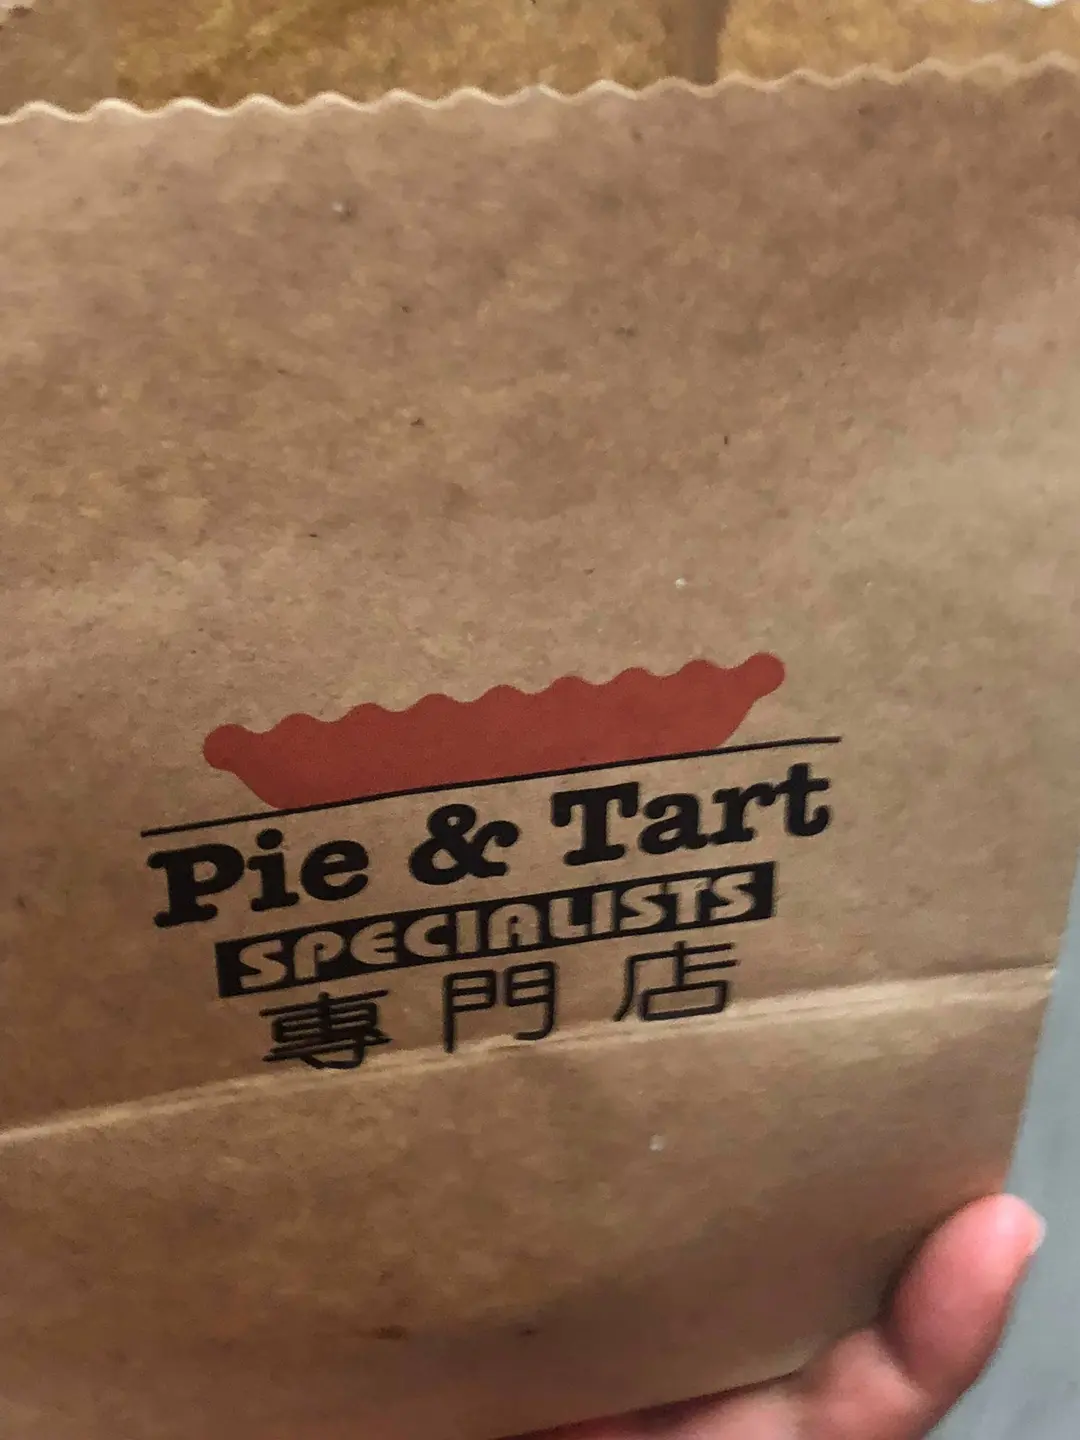 Pie & Tart
SPECIALISTS
專門店